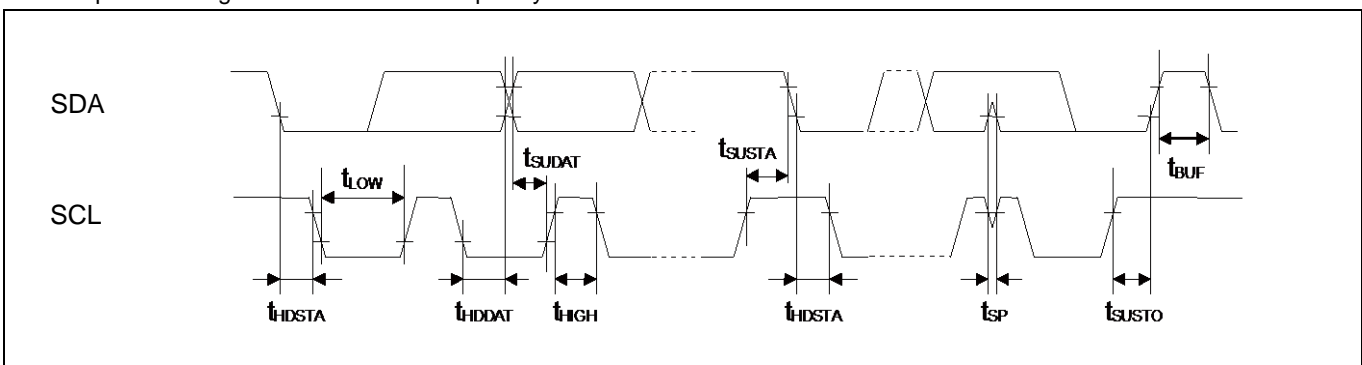 SDA
tSUDAT
tSUSTA
tLOW
tBUF
SCL
tHDSTA
tHDDAT
tHIGH
tHDSTA
tSP
tSUSTO